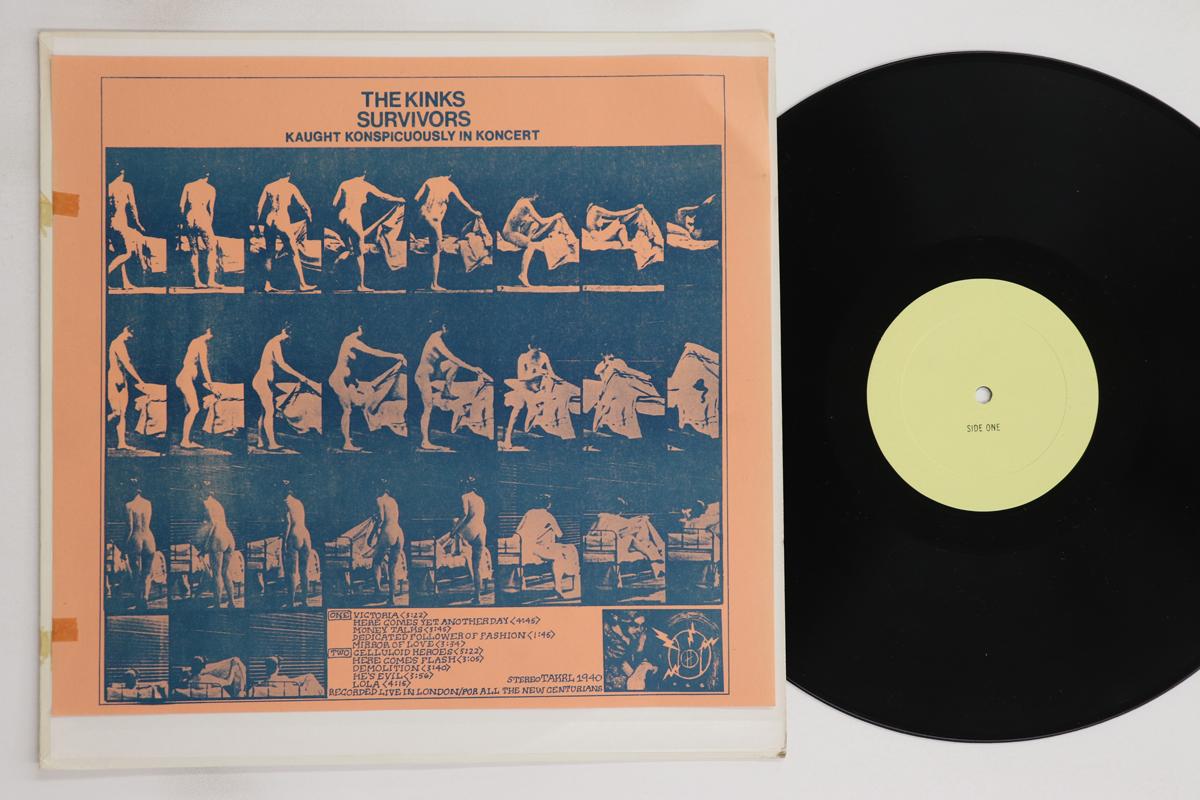 THE KINKS
SURVIVORS
KAUGHT KONSPICUOUSLY IN KONCERT
ONE VICTORIA <3:22>
HERE COMES YET ANOTHER DAY <4:45>
MONEY TALKS <3:45>
DEDICATED FOLLOWER OF FASHION <1:45>
MIRROR OF LOVE <3:34>
TWO CELLULOID HEROES <5:22>
HERE COMES FLASH <3:05>
DEMOLITION <3:40>
HE'S EVIL <3:56>
LOLA <4:16>
STEREO TAKRL 1940
RECORDED LIVE IN LONDON/FOR ALL THE NEW CENTURIANS
SIDE ONE